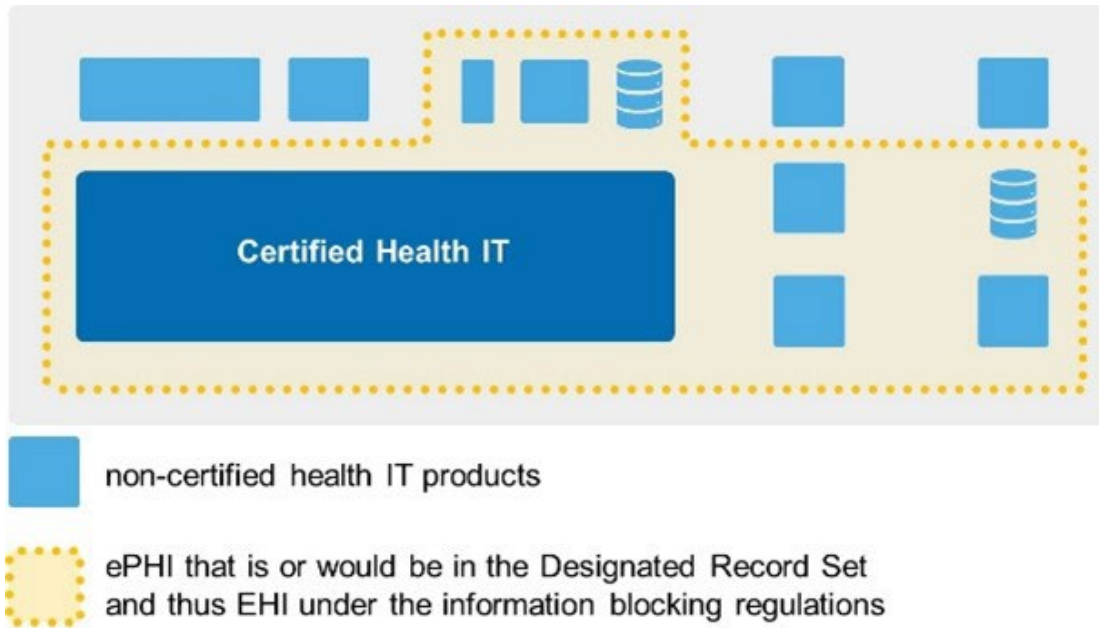 Certified Health IT
non-certified health IT products
ePHI that is or would be in the Designated Record Set
and thus EHI under the information blocking regulations